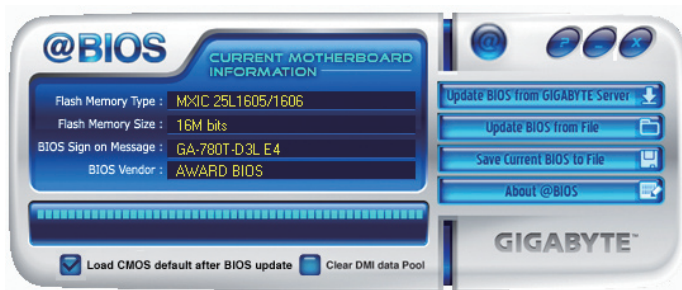 @BIOS
CURRENT MOTHERBOARD
INFORMATION
Flash Memory Type : MXIC 25L1605/1606
Flash Memory Size : 16M bits
BIOS Sign on Message : GA-780T-D3L E4
BIOS Vendor : AWARD BIOS
Load CMOS default after BIOS update
Clear DMI data Pool
@ ? - X
Update BIOS from GIGABYTE Server
Update BIOS from File
Save Current BIOS to File
About @BIOS
GIGABYTE™